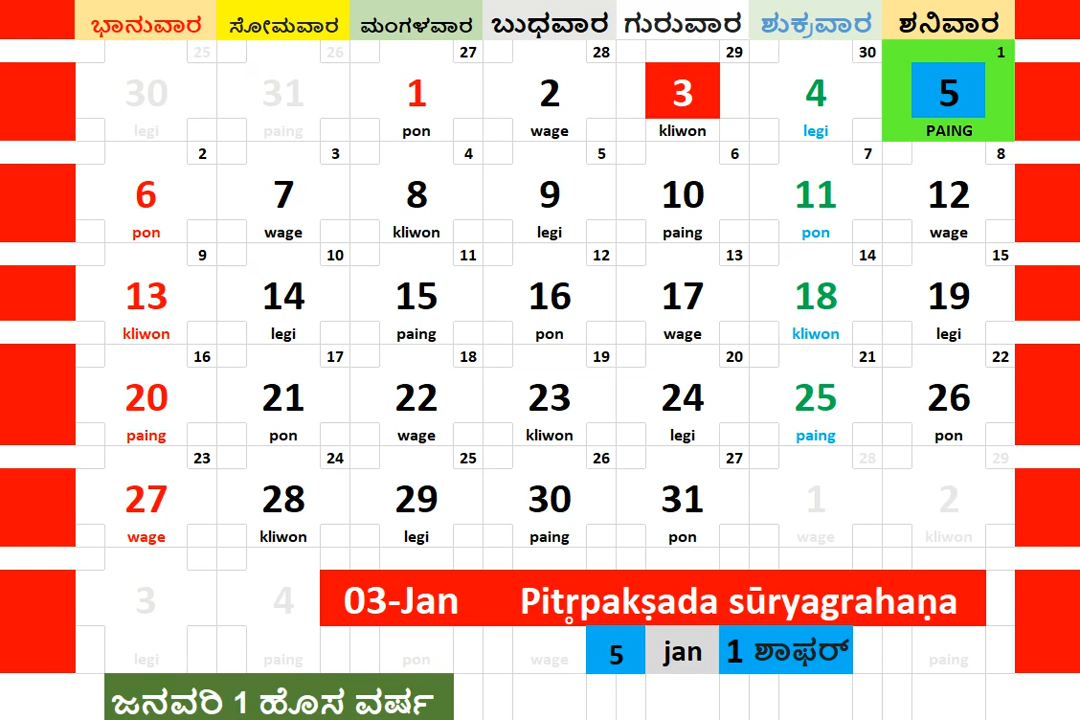 ಭಾನುವಾರ ಸೋಮವಾರ ಮಂಗಳವಾರ ಬುಧವಾರ ಗುರುವಾರ ಶುಕ್ರವಾರ ಶನಿವಾರ
25 26 27 28 29 30 1
30 31 1 2 3 4 5
legi paing pon wage kliwon legi PAING
2 3 4 5 6 7 8
6 7 8 9 10 11 12
pon wage kliwon legi paing pon wage
9 10 11 12 13 14 15
13 14 15 16 17 18 19
kliwon legi paing pon wage kliwon legi
16 17 18 19 20 21 22
20 21 22 23 24 25 26
paing pon wage kliwon legi paing pon
23 24 25 26 27 28 29
27 28 29 30 31 1 2
wage kliwon legi paing pon wage kliwon
3 4 03-Jan Pitr̥pakṣada sūryagrahaṇa
legi paing pon wage 5 jan 1 ಶಾಫರ್ paing
ಜನವರಿ 1 ಹೊಸ ವರ್ಷ